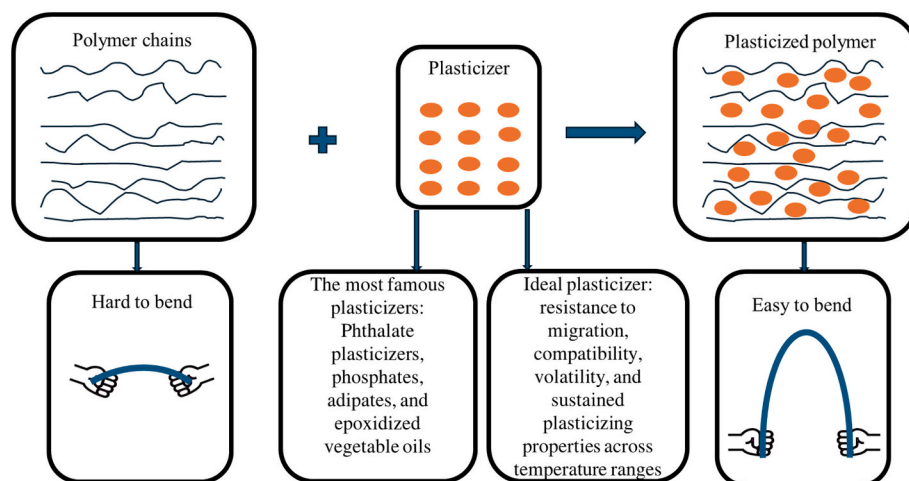 Polymer chains
Plasticizer
Plasticized polymer
Hard to bend
The most famous
plasticizers:
Phthalate
plasticizers,
phosphates,
adipates, and
epoxidized
vegetable oils
Ideal plasticizer:
resistance to
migration,
compatibility,
volatility, and
sustained
plasticizing
properties across
temperature ranges
Easy to bend